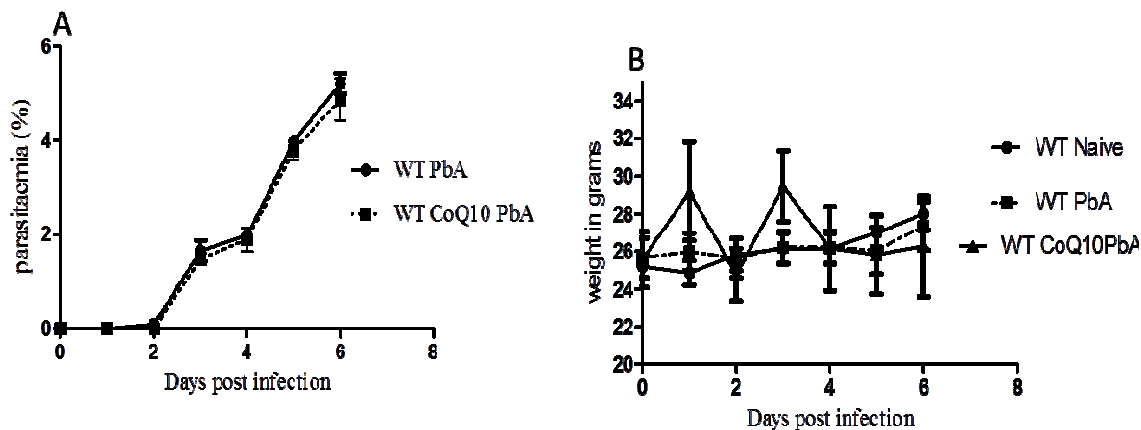 A
6
4
2
0
parasitaemia (%)
0 2 4 6 8
Days post infection
WT PbA
WT CoQ10 PbA
B
34
32
30
28
26
24
22
20
weight in grams
0 2 4 6 8
Days post infection
WT Naive
WT PbA
WT CoQ10PbA